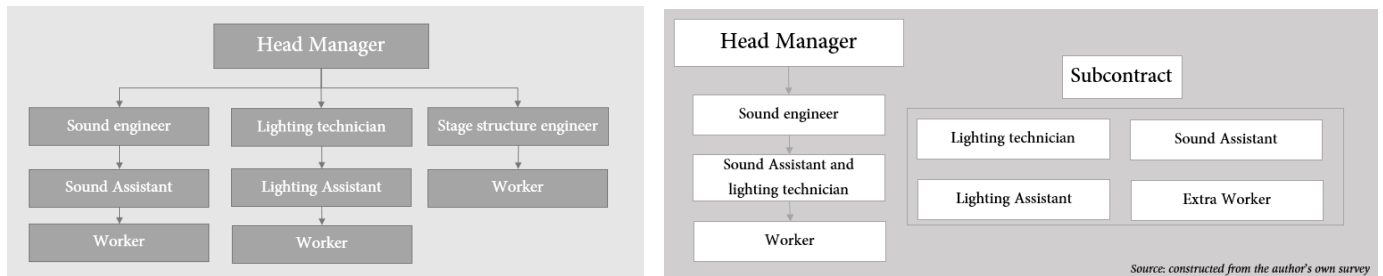 Head Manager
Sound engineer
Lighting technician
Stage structure engineer
Sound Assistant
Lighting Assistant
Worker
Worker
Worker
Head Manager
Sound engineer
Sound Assistant and
lighting technician
Worker
Subcontract
Lighting technician
Sound Assistant
Lighting Assistant
Extra Worker
Source: constructed from the author's own survey